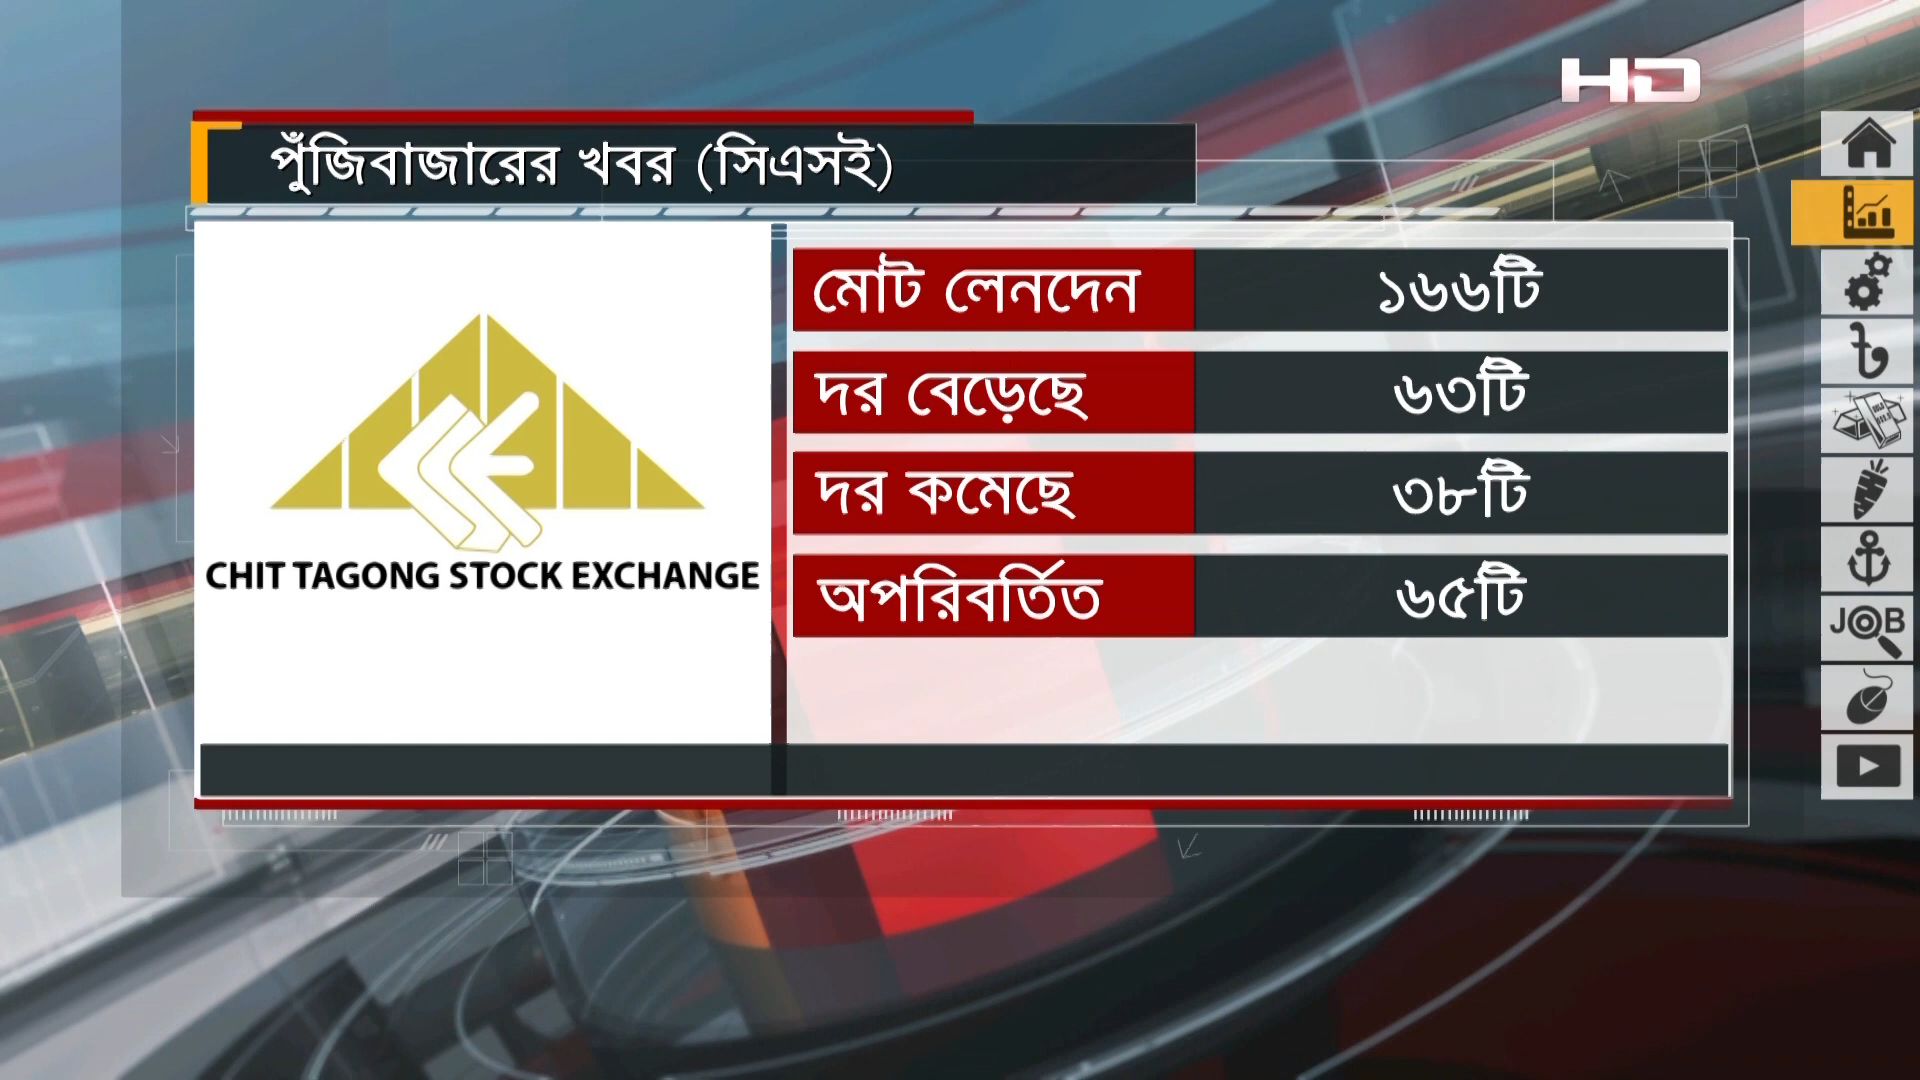 HD
পুঁজিবাজারের খবর (সিএসই)
মোট লেনদেন ১৬৬টি
দর বেড়েছে ৬৩টি
দর কমেছে ৩৮টি
অপরিবর্তিত ৬৫টি
CHIT TAGONG STOCK EXCHANGE
৳
JOB